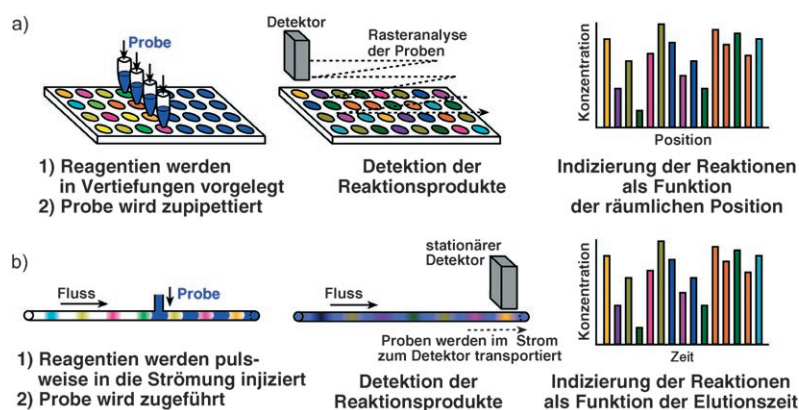 a)
Probe
Detektor
Rasteranalyse
der Proben
Konzentration
Position
1) Reagentien werden
in Vertiefungen vorgelegt
2) Probe wird zupipettiert
Detektion der
Reaktionsprodukte
Indizierung der Reaktionen
als Funktion
der räumlichen Position
b)
Fluss
Probe
Fluss
stationärer
Detektor
Proben werden im Strom
zum Detektor transportiert
Konzentration
Zeit
1) Reagentien werden puls-
weise in die Strömung injiziert
2) Probe wird zugeführt
Detektion der
Reaktionsprodukte
Indizierung der Reaktionen
als Funktion der Elutionszeit